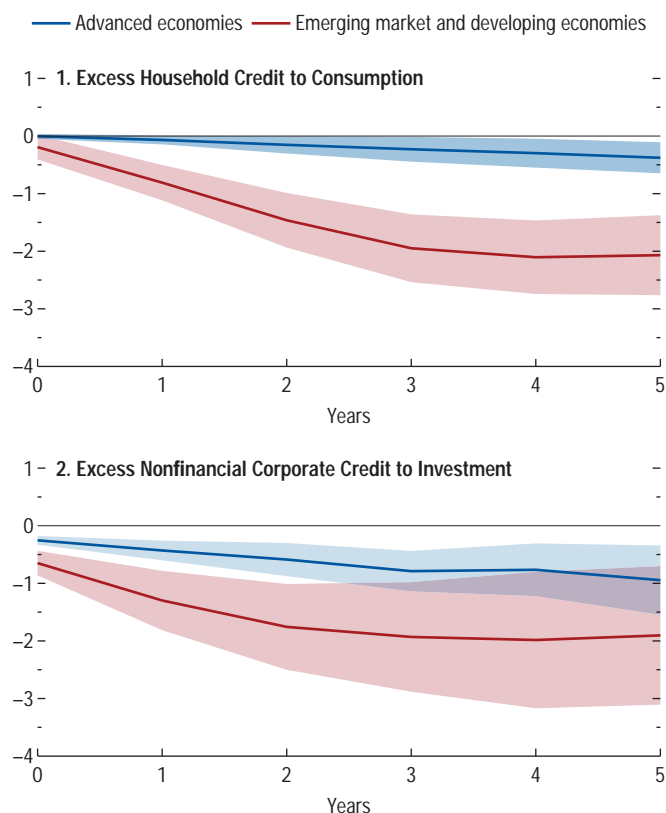 Advanced economies Emerging market and developing economies
1. Excess Household Credit to Consumption
1
0
–1
–2
–3
–4
0 1 2 3 4 5
Years
2. Excess Nonfinancial Corporate Credit to Investment
1
0
–1
–2
–3
–4
0 1 2 3 4 5
Years